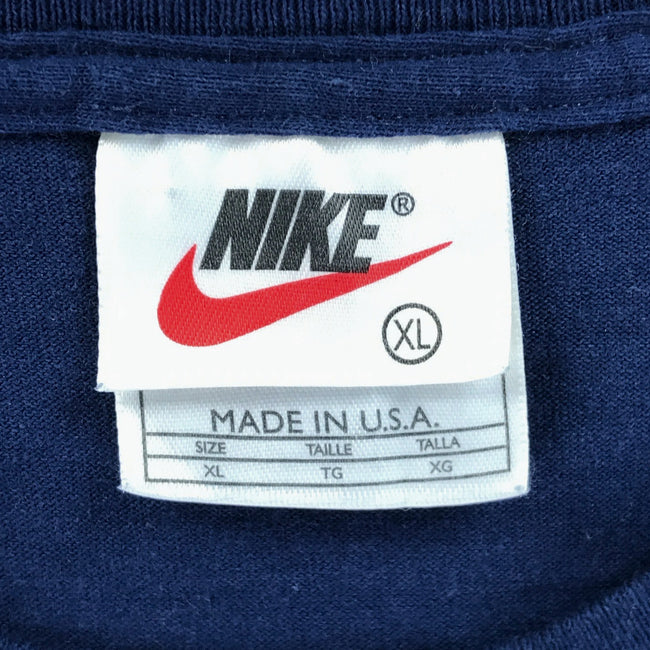 NIKE®
XL
MADE IN U.S.A.
SIZE TAILLE TALLA
XL TG XG